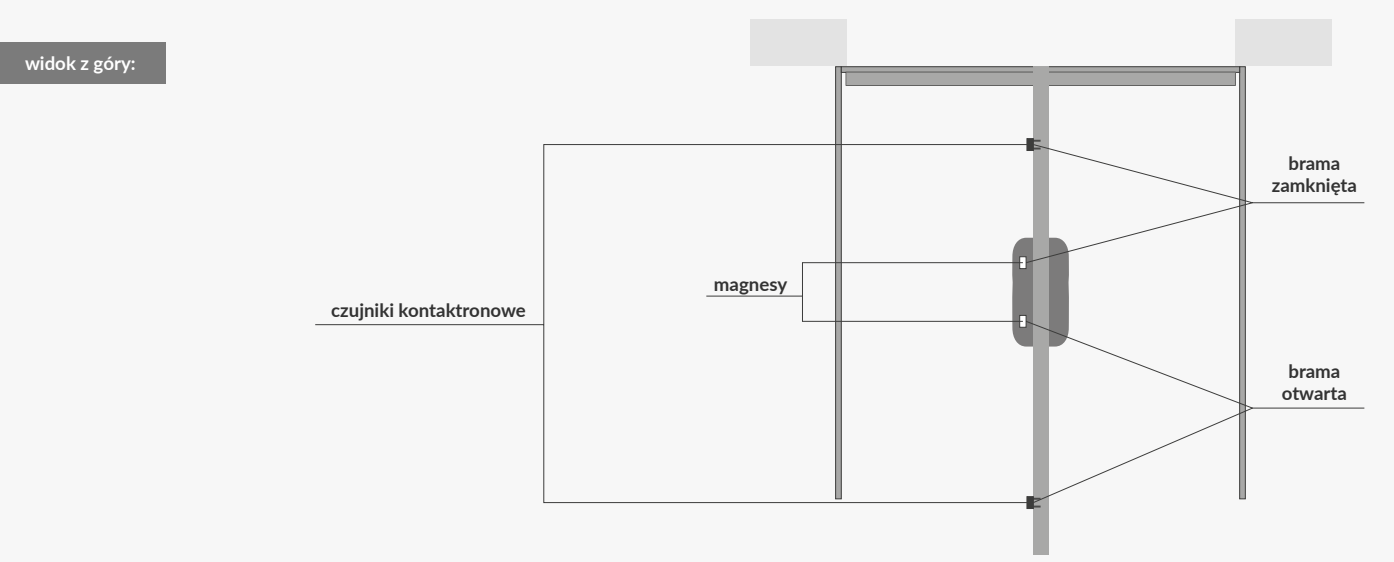 widok z góry:
brama
zamknięta
magnesy
czujniki kontaktronowe
brama
otwarta